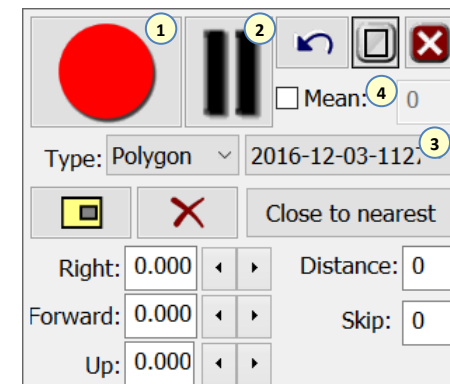 1 2
Mean: 4 0
3
Type: Polygon 2016-12-03-1127
Close to nearest
Right: 0.000 Distance: 0
Forward: 0.000 Skip: 0
Up: 0.000